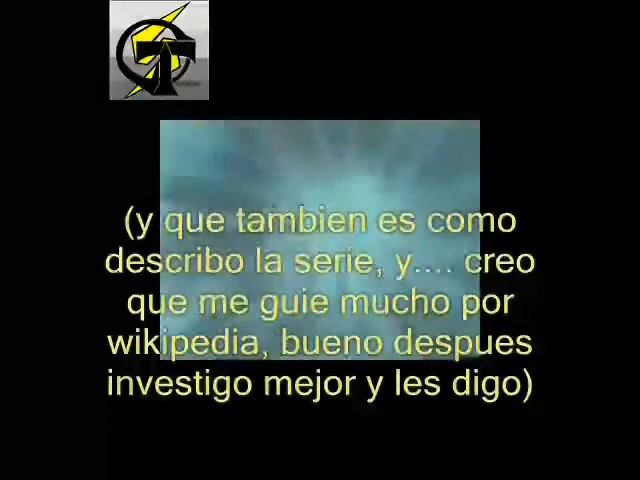 (y que tambien es como
describo la serie, y.... creo
que me guie mucho por
wikipedia, bueno despues
investigo mejor y les digo)